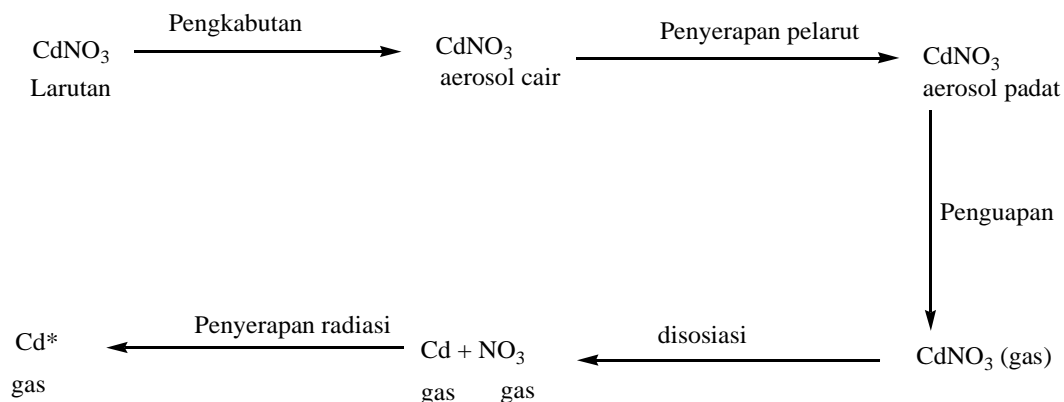 Pengkabutan
CdNO₃
Larutan
CdNO₃
aerosol cair
Penyerapan pelarut
CdNO₃
aerosol padat
Penguapan
CdNO₃ (gas)
disosiasi
Cd + NO₃
gas gas
Penyerapan radiasi
Cd*
gas